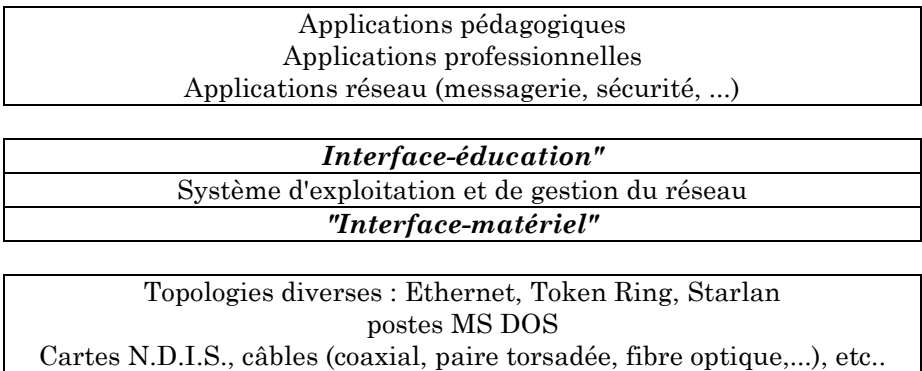 Applications pédagogiques
Applications professionnelles
Applications réseau (messagerie, sécurité, ...)
Interface-éducation"
Système d'exploitation et de gestion du réseau
"Interface-matériel"
Topologies diverses : Ethernet, Token Ring, Starlan
postes MS DOS
Cartes N.D.I.S., câbles (coaxial, paire torsadée, fibre optique,...), etc..